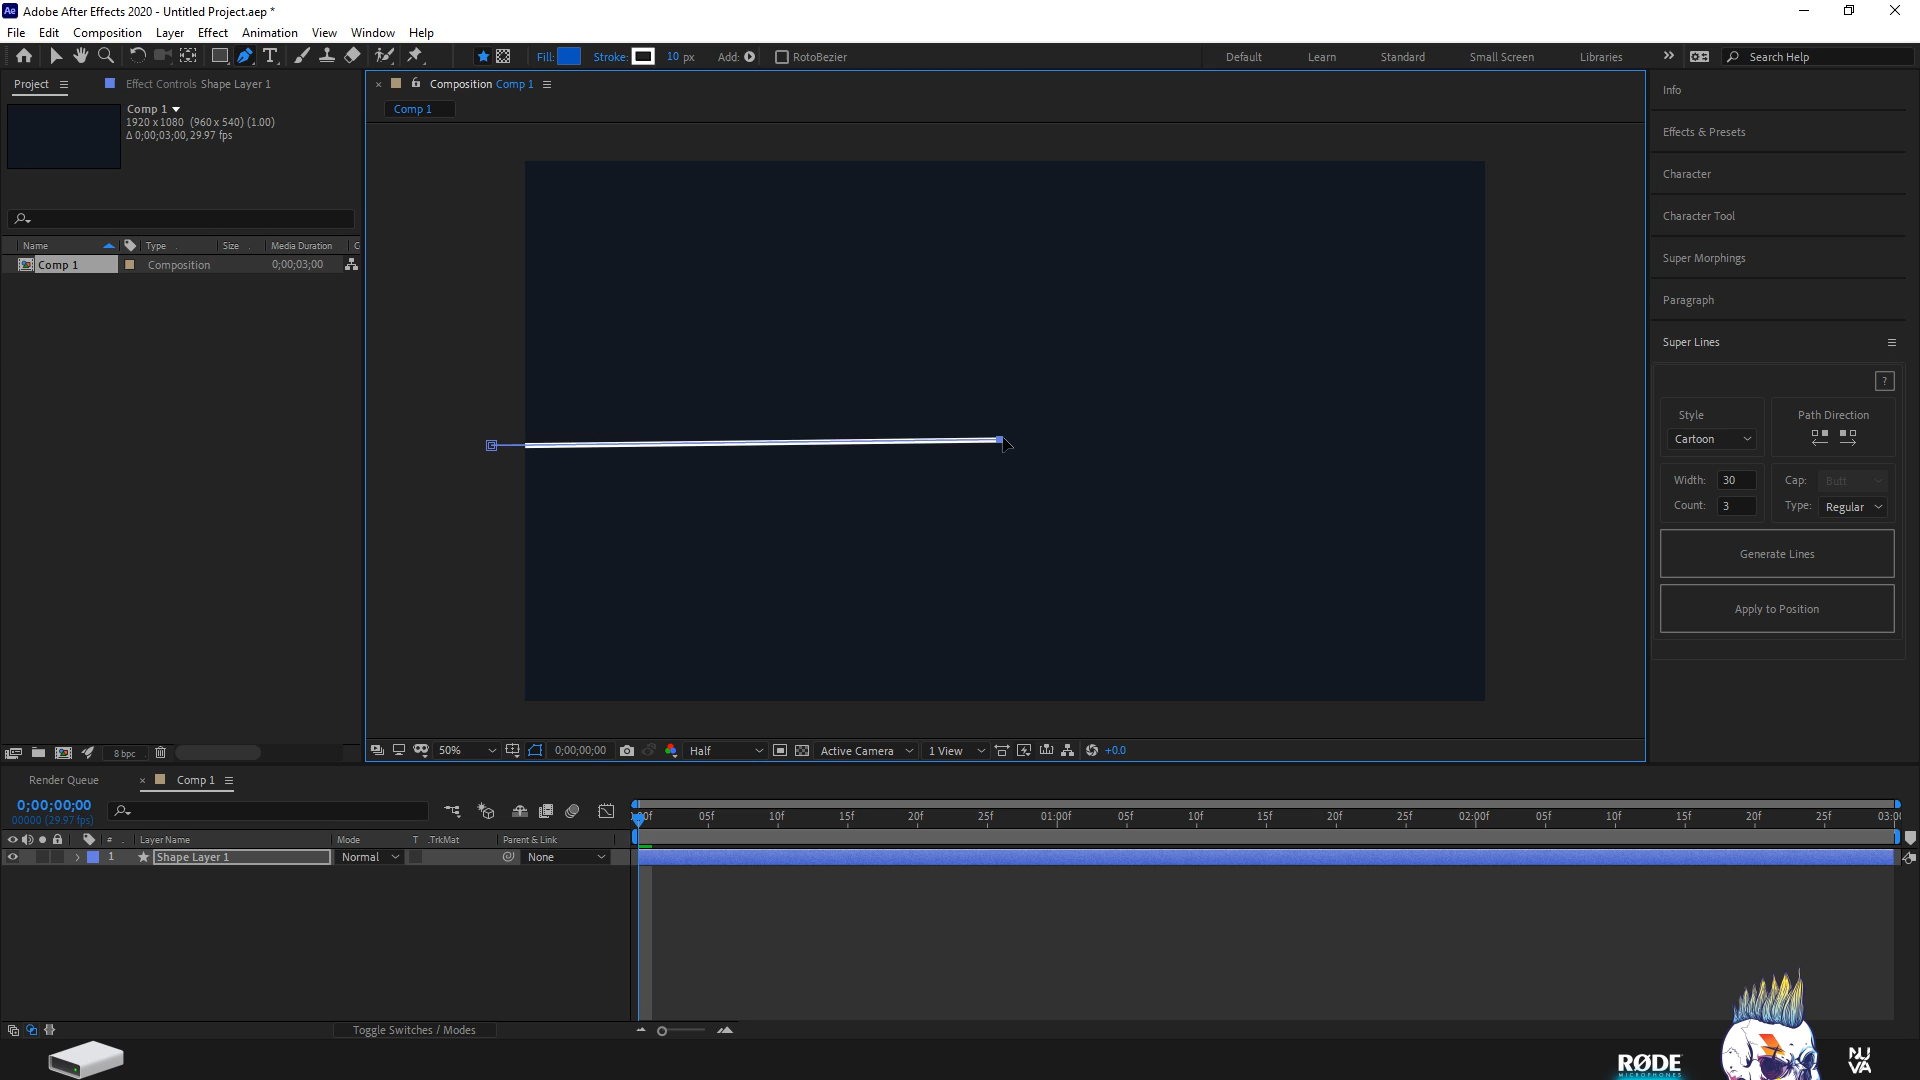 Ae Adobe After Effects 2020 - Untitled Project.aep *
File Edit Composition Layer Effect Animation View Window Help
Fill: Stroke: 10 px Add: RotoBezier Default Learn Standard Small Screen Libraries Search Help
Project Effect Controls Shape Layer 1
Composition Comp 1
Comp 1
Comp 1
1920 x 1080 (960 x 540) (1.00)
Δ 0;00;03;00, 29.97 fps
Name Type Size Media Duration
Comp 1 Composition 0;00;03;00
Info
Effects & Presets
Character
Character Tool
Super Morphings
Paragraph
Super Lines
?
Style Path Direction
Cartoon
Width: 30 Cap: Butt
Count: 3 Type: Regular
Generate Lines
Apply to Position
8 bpc
50% 0;00;00;00 Half Active Camera 1 View +0.0
Render Queue Comp 1
0;00;00;00
00000 (29.97 fps)
:00f 05f 10f 15f 20f 25f 01:00f 05f 10f 15f 20f 25f 02:00f 05f 10f 15f 20f 25f 03:0
# Layer Name Mode T .TrkMat Parent & Link
1 Shape Layer 1 Normal None
Toggle Switches / Modes
RØDE
MICROPHONES
NU
VA